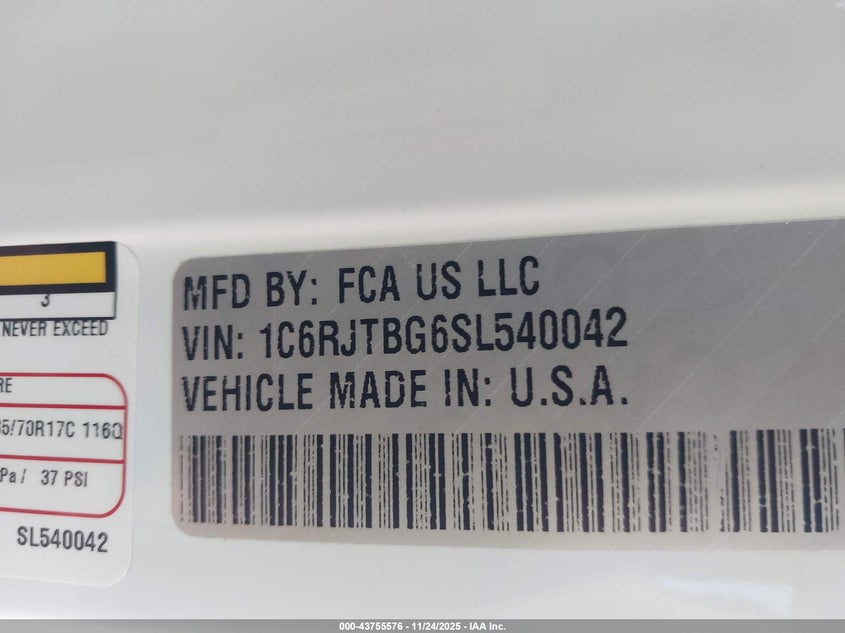 3
NEVER EXCEED
RE
5/70R17C 116Q
Pa / 37 PSI
SL540042
MFD BY: FCA US LLC
VIN: 1C6RJTBG6SL540042
VEHICLE MADE IN: U.S.A.
000-43755576 - 11/24/2025 - IAA Inc.